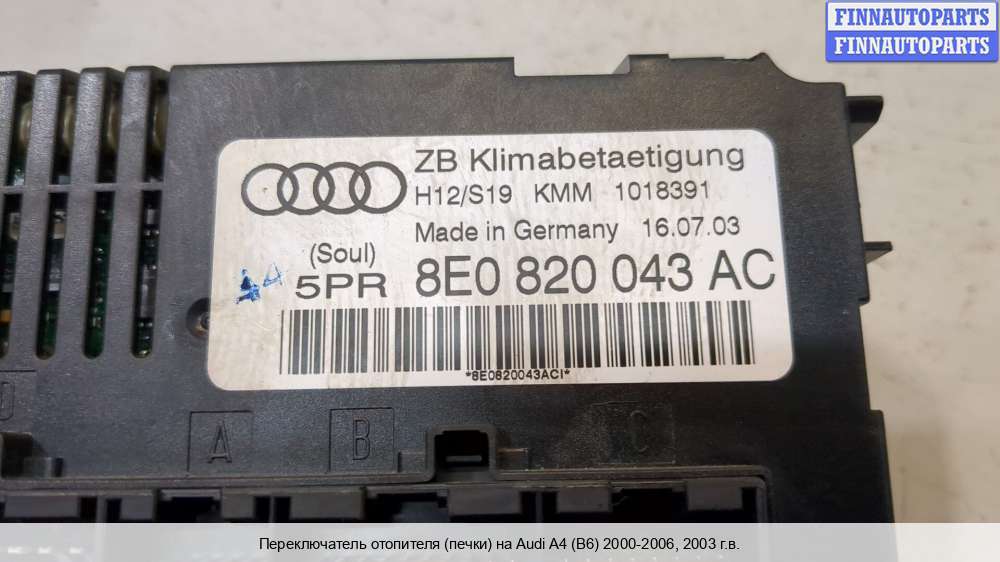 FINNAUTOPARTS
FINNAUTOPARTS
ZB Klimabetaetigung
H12/S19 KMM 1018391
Made in Germany 16.07.03
(Soul)
5PR 8E0 820 043 AC
*8E0820043ACI*
A B C
Переключатель отопителя (печки) на Audi A4 (B6) 2000-2006, 2003 г.в.